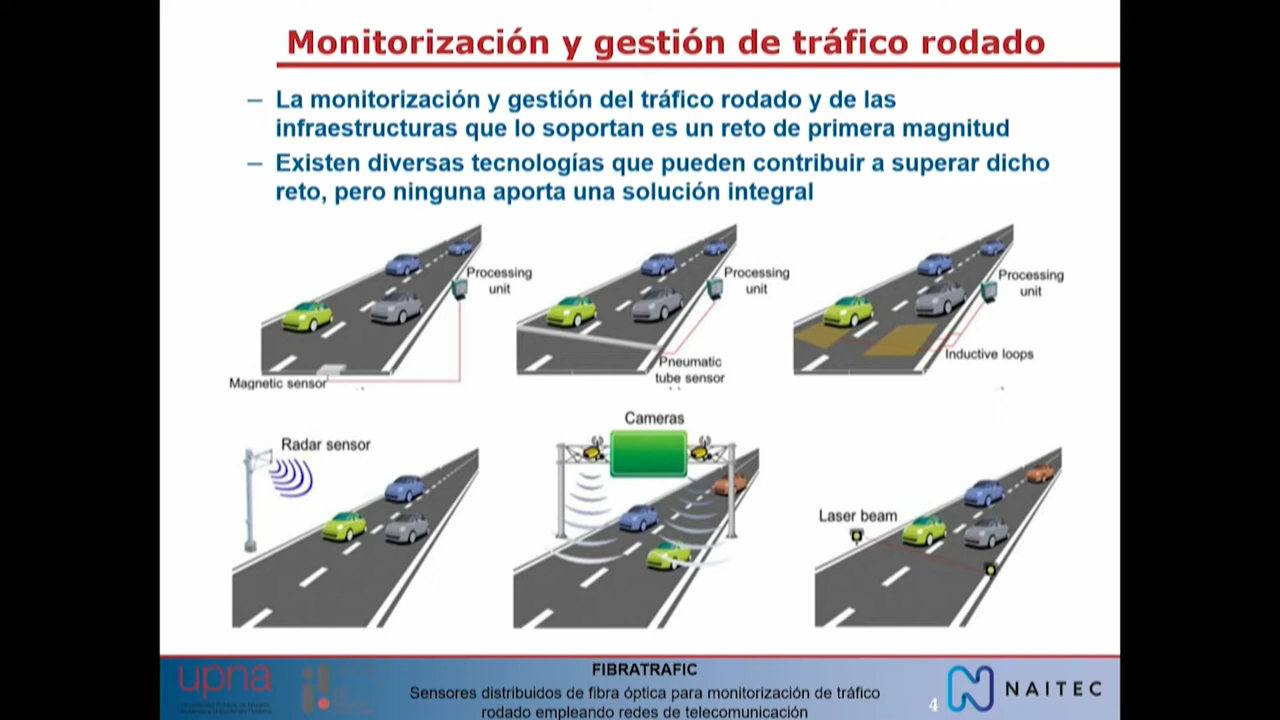 Monitorización y gestión de tráfico rodado
– La monitorización y gestión del tráfico rodado y de las
infraestructuras que lo soportan es un reto de primera magnitud
– Existen diversas tecnologías que pueden contribuir a superar dicho
reto, pero ninguna aporta una solución integral
Processing
unit
Magnetic sensor
Processing
unit
Pneumatic
tube sensor
Processing
unit
Inductive loops
Radar sensor
Cameras
Laser beam
upna
FIBRATRAFIC
Sensores distribuidos de fibra óptica para monitorización de tráfico
rodado empleando redes de telecomunicación
4
NAITEC